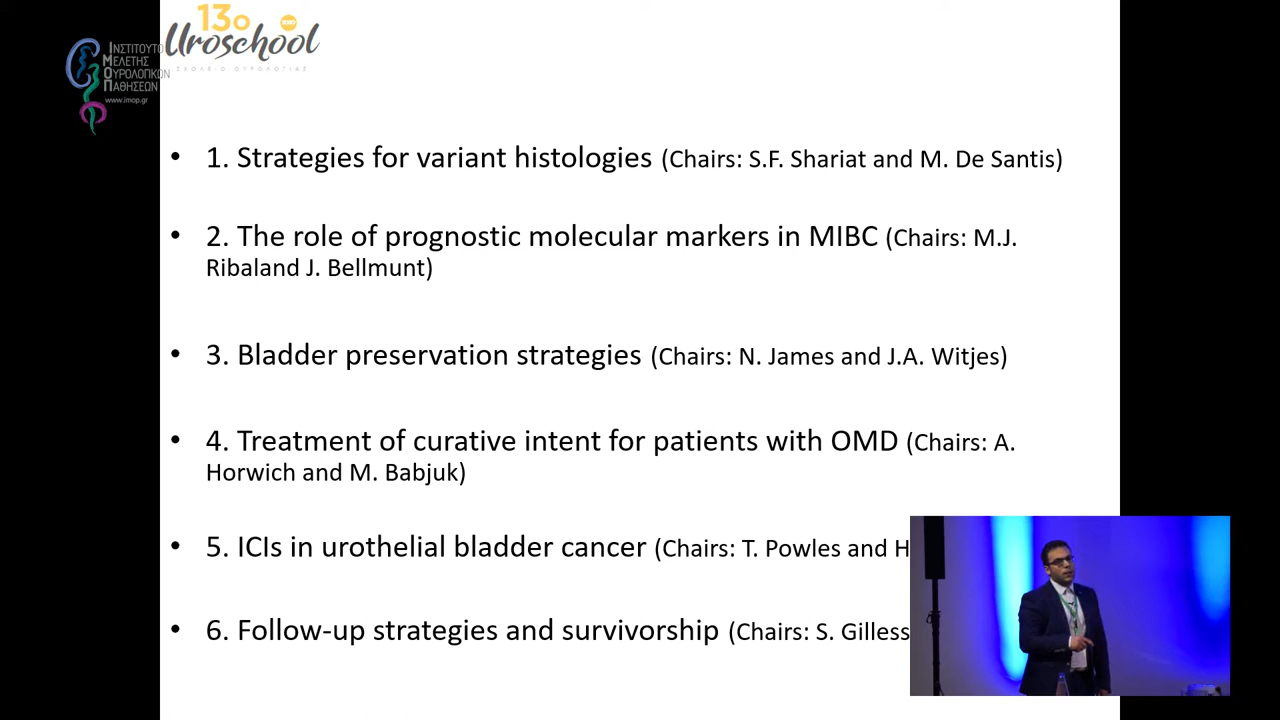 13ο
Uroschool
ΣΧΟΛΕΙΟ ΟΥΡΟΛΟΓΙΑΣ
ΙΝΣΤΙΤΟΥΤΟ
ΜΕΛΕΤΗΣ
ΟΥΡΟΛΟΓΙΚΩΝ
ΠΑΘΗΣΕΩΝ
www.imop.gr
• 1. Strategies for variant histologies (Chairs: S.F. Shariat and M. De Santis)
• 2. The role of prognostic molecular markers in MIBC (Chairs: M.J.
Ribaland J. Bellmunt)
• 3. Bladder preservation strategies (Chairs: N. James and J.A. Witjes)
• 4. Treatment of curative intent for patients with OMD (Chairs: A.
Horwich and M. Babjuk)
• 5. ICIs in urothelial bladder cancer (Chairs: T. Powles and H
• 6. Follow-up strategies and survivorship (Chairs: S. Gilless